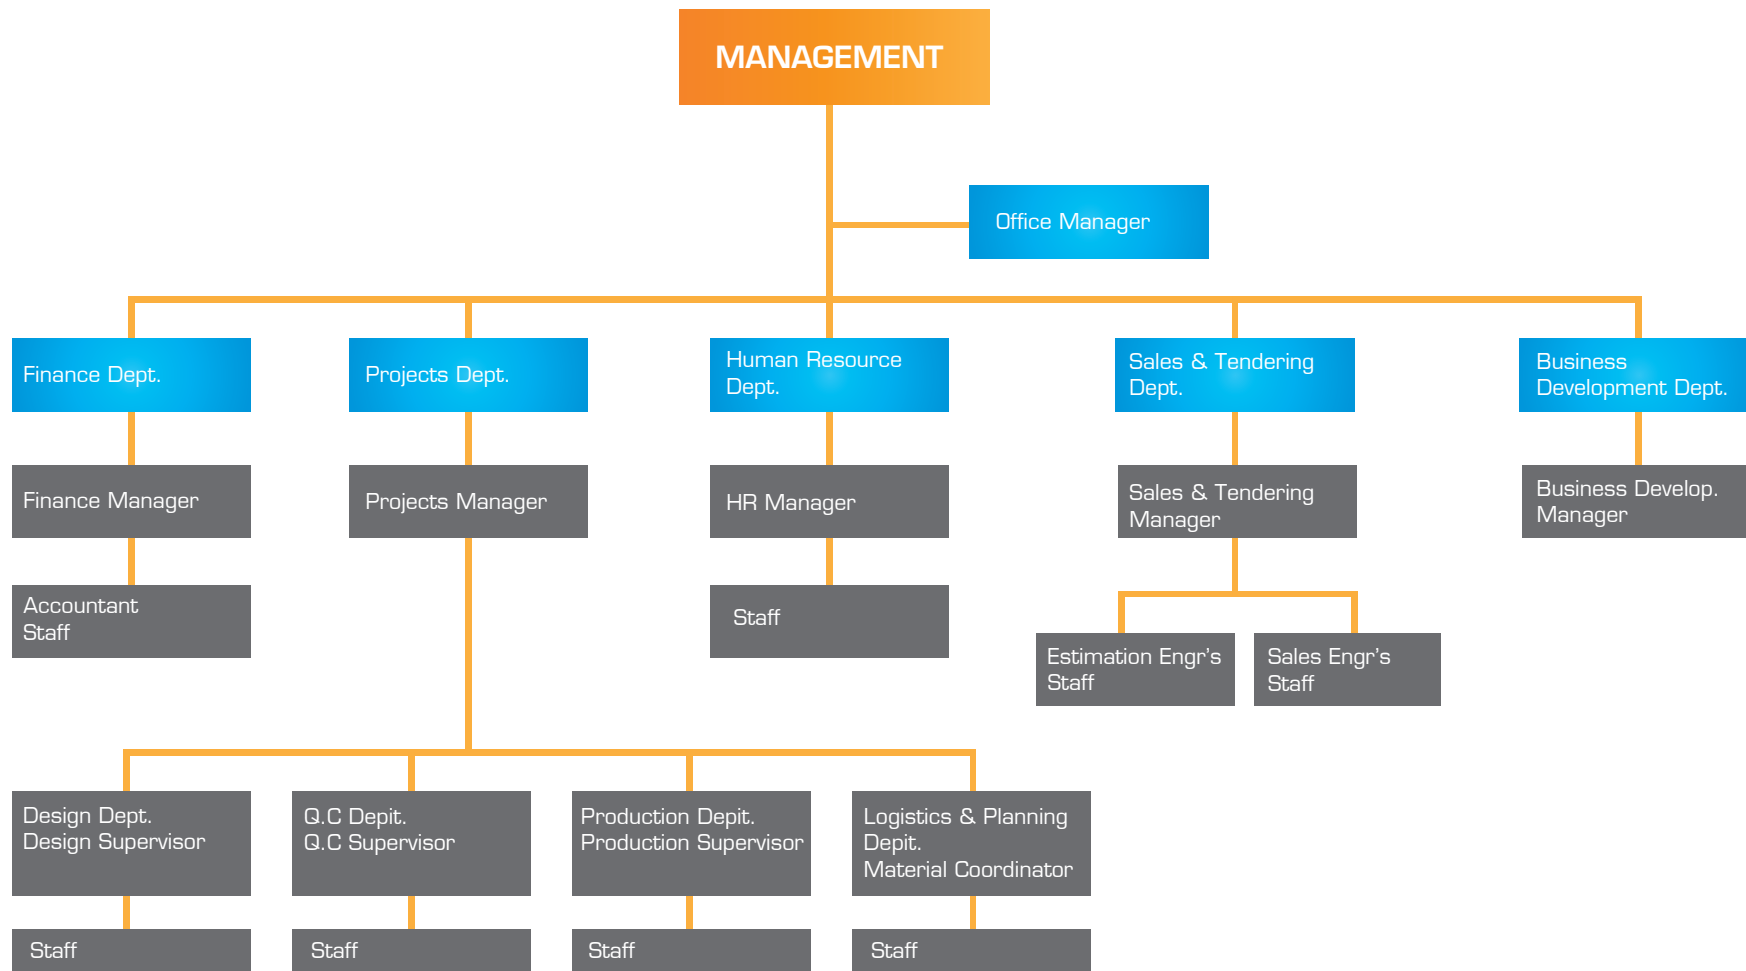 MANAGEMENT
Office Manager
Finance Dept.
Projects Dept.
Human Resource
Dept.
Sales & Tendering
Dept.
Business
Development Dept.
Finance Manager
Projects Manager
HR Manager
Sales & Tendering
Manager
Business Develop.
Manager
Accountant
Staff
Staff
Estimation Engr's
Staff
Sales Engr's
Staff
Design Dept.
Design Supervisor
Q.C Depit.
Q.C Supervisor
Production Depit.
Production Supervisor
Logistics & Planning
Depit.
Material Coordinator
Staff
Staff
Staff
Staff